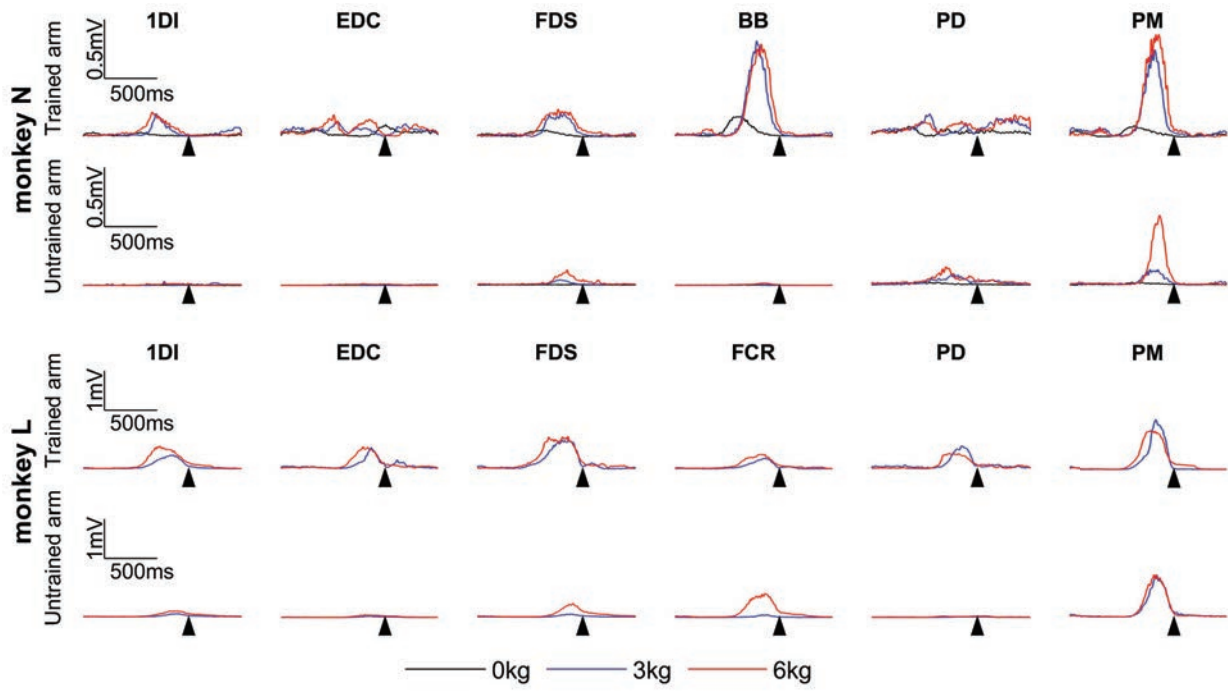 1DI EDC FDS BB PD PM
monkey N
Trained arm
0.5mV
500ms
Untrained arm
0.5mV
500ms
1DI EDC FDS FCR PD PM
monkey L
Trained arm
1mV
500ms
Untrained arm
1mV
500ms
0kg 3kg 6kg